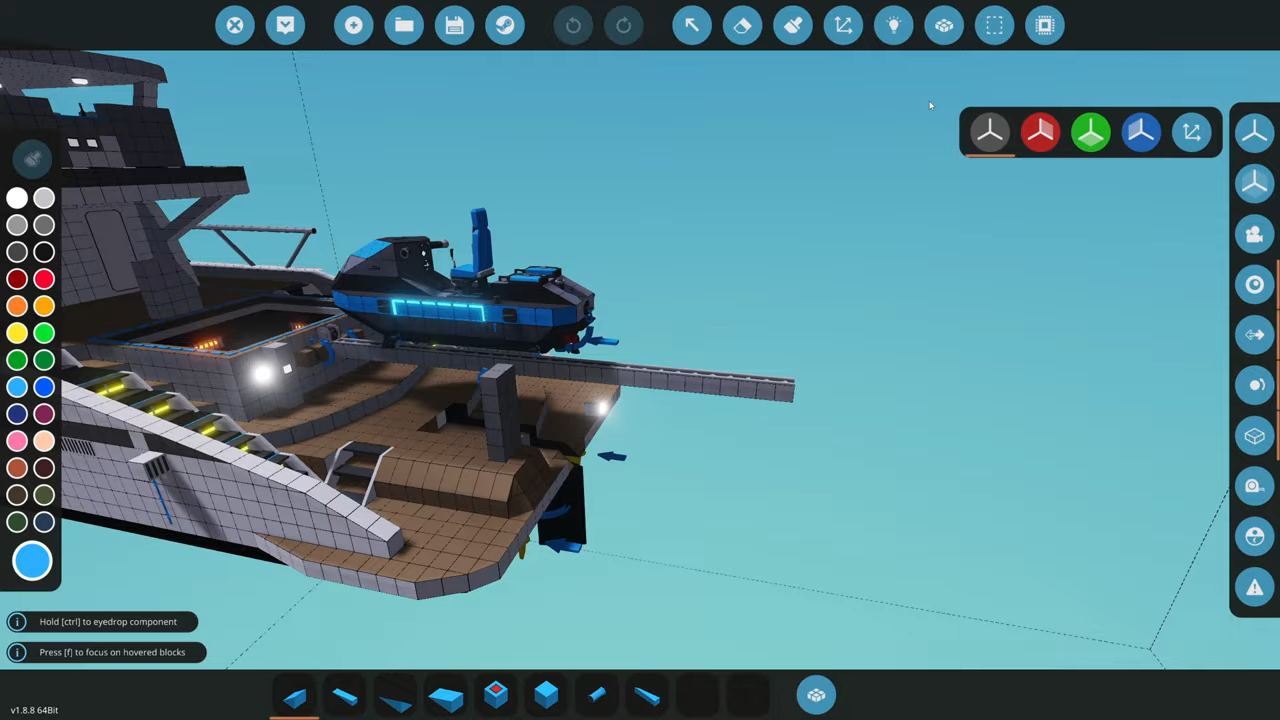 Hold [ctrl] to eyedrop component
Press [f] to focus on hovered blocks
v1.8.8 64Bit